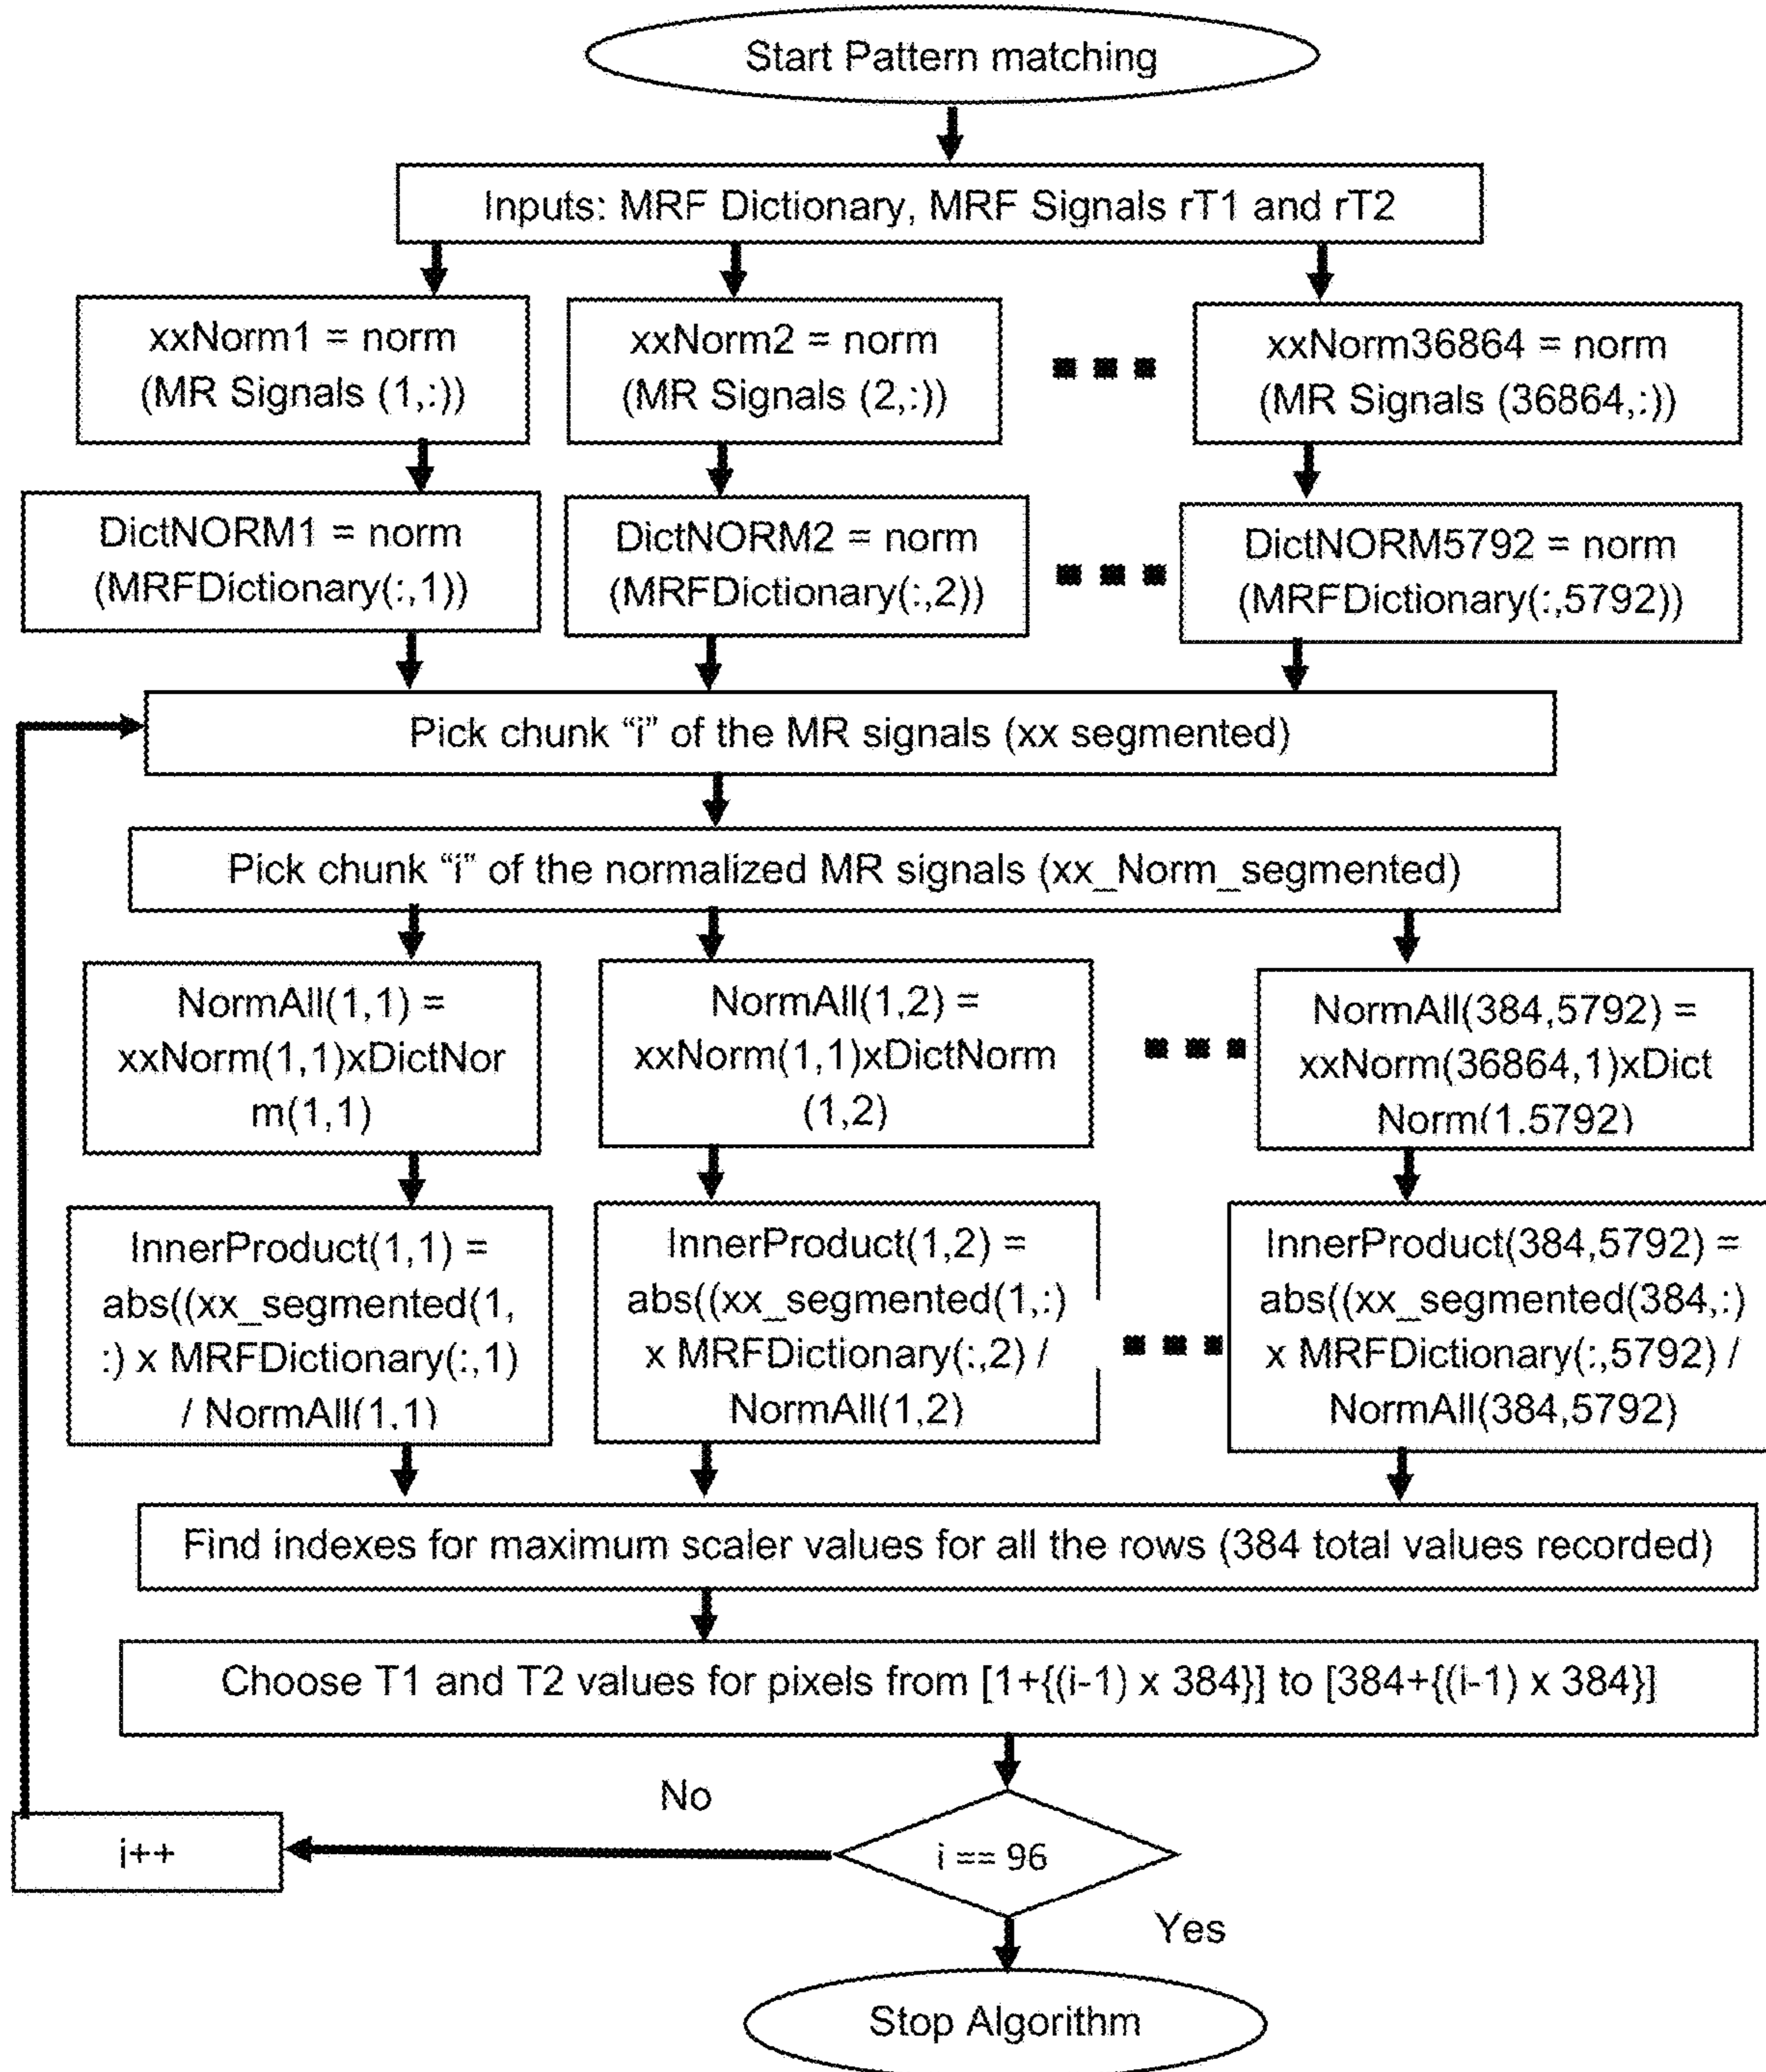 Start Pattern matching
Inputs: MRF Dictionary, MRF Signals rT1 and rT2
xxNorm1 = norm
(MR Signals (1,:))
xxNorm2 = norm
(MR Signals (2,:))
xxNorm36864 = norm
(MR Signals (36864,:))
DictNORM1 = norm
(MRFDictionary(:,1))
DictNORM2 = norm
(MRFDictionary(:,2))
DictNORM5792 = norm
(MRFDictionary(:,5792))
Pick chunk “i” of the MR signals (xx segmented)
Pick chunk “i” of the normalized MR signals (xx_Norm_segmented)
NormAll(1,1) =
xxNorm(1,1)xDictNor
m(1,1)
NormAll(1,2) =
xxNorm(1,1)xDictNorm
(1,2)
NormAll(384,5792) =
xxNorm(36864,1)xDict
Norm(1.5792)
InnerProduct(1,1) =
abs((xx_segmented(1,
:) x MRFDictionary(:,1)
/ NormAll(1,1)
InnerProduct(1,2) =
abs((xx_segmented(1,:)
x MRFDictionary(:,2) /
NormAll(1,2)
InnerProduct(384,5792) =
abs((xx_segmented(384,:)
x MRFDictionary(:,5792) /
NormAll(384,5792)
Find indexes for maximum scaler values for all the rows (384 total values recorded)
Choose T1 and T2 values for pixels from [1+{(i-1) x 384}] to [384+{(i-1) x 384}]
No
i++
i == 96
Yes
Stop Algorithm